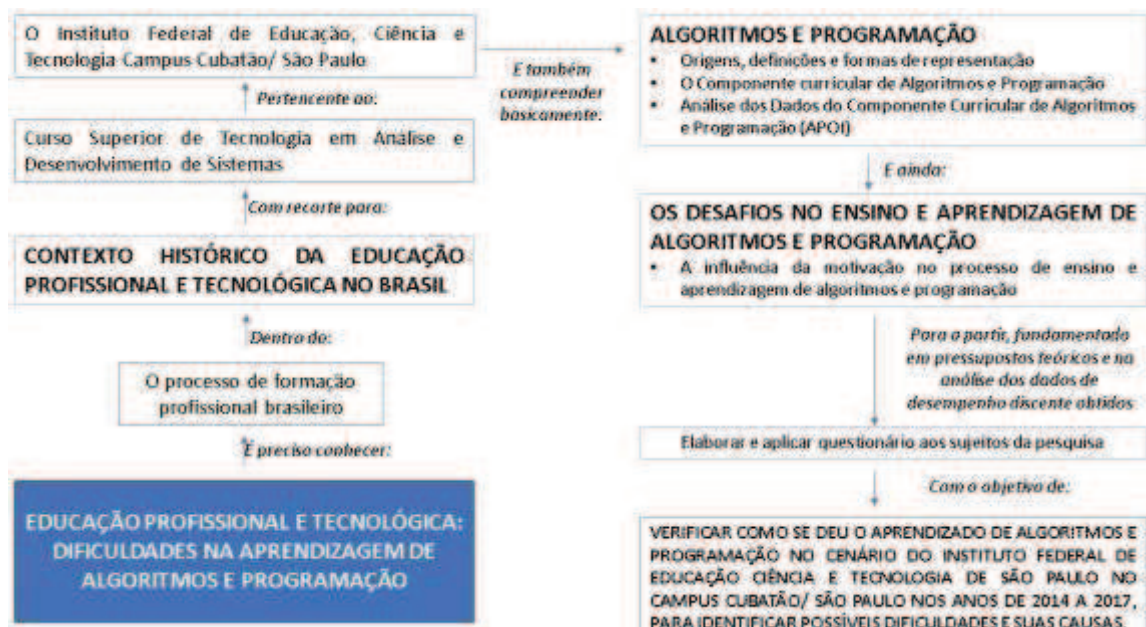 O Instituto Federal de Educação, Ciência e
Tecnologia Campus Cubatão/ São Paulo
Pertencente ao:
Curso Superior de Tecnologia em Análise e
Desenvolvimento de Sistemas
Com recorte para:
CONTEXTO HISTÓRICO DA EDUCAÇÃO
PROFISSIONAL E TECNOLÓGICA NO BRASIL
Dentro do:
O processo de formação
profissional brasileiro
É preciso conhecer:
EDUCAÇÃO PROFISSIONAL E TECNOLÓGICA:
DIFICULDADES NA APRENDIZAGEM DE
ALGORITMOS E PROGRAMAÇÃO
E também
compreender
basicamente:
ALGORITMOS E PROGRAMAÇÃO
• Origens, definições e formas de representação
• O Componente curricular de Algoritmos e Programação
• Análise dos Dados do Componente Curricular de Algoritmos
e Programação (APOI)
E ainda:
OS DESAFIOS NO ENSINO E APRENDIZAGEM DE
ALGORITMOS E PROGRAMAÇÃO
• A influência da motivação no processo de ensino e
aprendizagem de algoritmos e programação
Para a partir, fundamentado
em pressupostos teóricos e na
análise dos dados de
desempenho discente obtidos
Elaborar e aplicar questionário aos sujeitos da pesquisa
Com o objetivo de:
VERIFICAR COMO SE DEU O APRENDIZADO DE ALGORITMOS E
PROGRAMAÇÃO NO CENÁRIO DO INSTITUTO FEDERAL DE
EDUCAÇÃO CIÊNCIA E TECNOLOGIA DE SÃO PAULO NO
CAMPUS CUBATÃO/ SÃO PAULO NOS ANOS DE 2014 A 2017,
PARA IDENTIFICAR POSSÍVEIS DIFICULDADES E SUAS CAUSAS